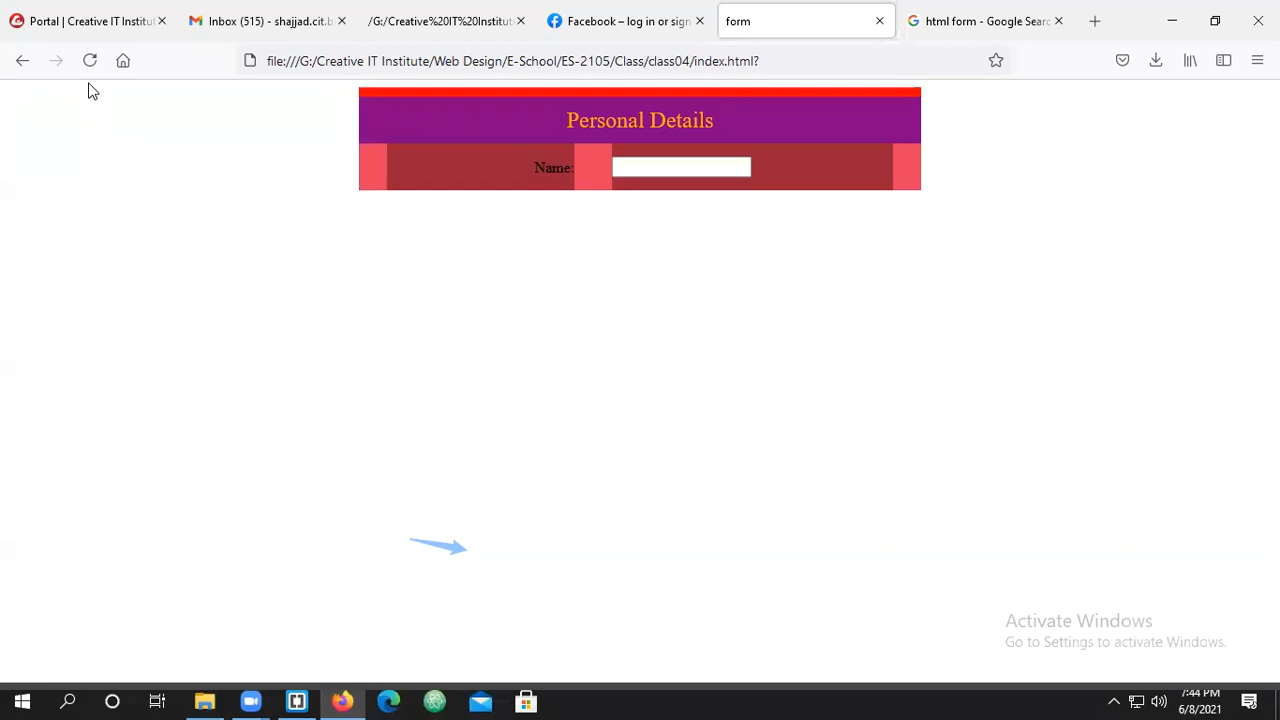 Portal | Creative IT Institut
Inbox (515) - shajjad.cit.b
/G:/Creative%20IT%20Institute
Facebook – log in or sign
form
html form - Google Searc
file:///G:/Creative IT Institute/Web Design/E-School/ES-2105/Class/class04/index.html?
Personal Details
Name:
Activate Windows
Go to Settings to activate Windows.
7:44 PM
6/8/2021